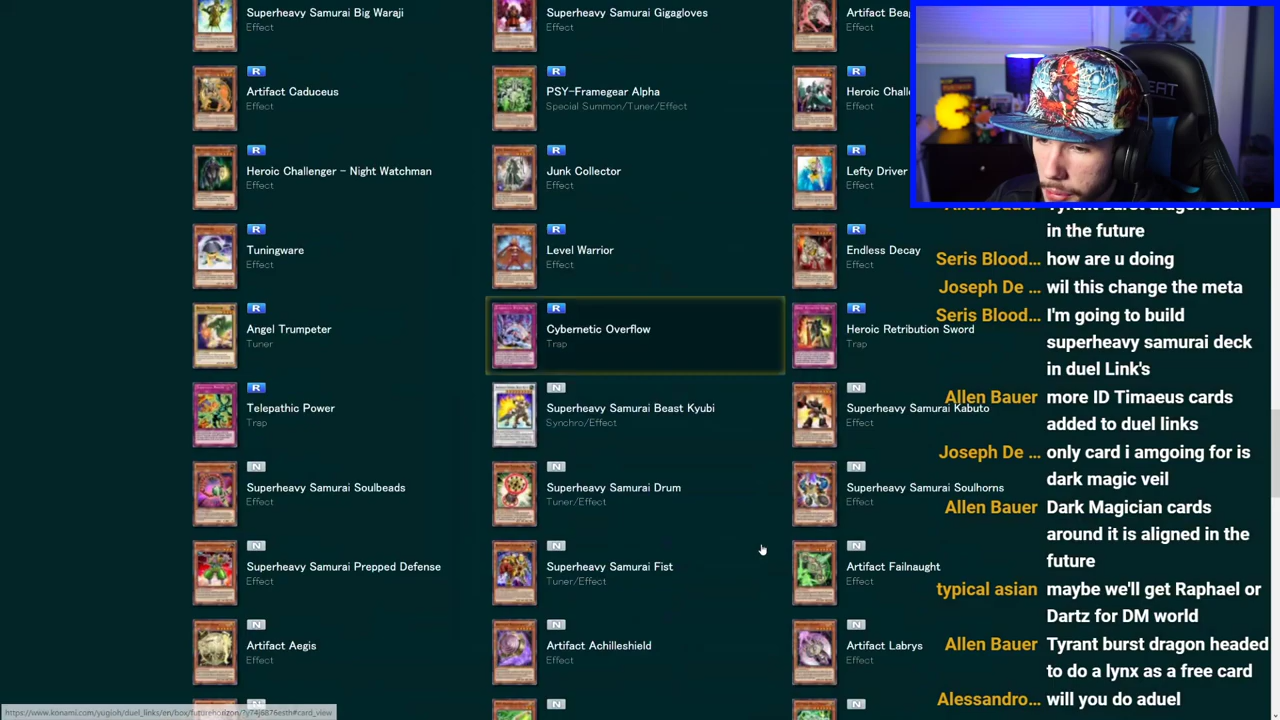 Superheavy Samurai Big Waraji
Effect
Superheavy Samurai Gigagloves
Effect
Effect
R
Artifact Caduceus
Effect
R
PSY-Framegear Alpha
Special Summon/Tuner/Effect
R
Effect
R
Heroic Challenger - Night Watchman
Effect
R
Junk Collector
Effect
R
Lefty Driver
Effect
R
Tuningware
Effect
R
Level Warrior
Effect
R
Endless Decay
Effect
R
Angel Trumpeter
Tuner
R
Cybernetic Overflow
Trap
R
Heroic Retribution Sword
Trap
R
Telepathic Power
Trap
N
Superheavy Samurai Beast Kyubi
Synchro/Effect
N
Superheavy Samurai Kabuto
Effect
N
Superheavy Samurai Soulbeads
Effect
N
Superheavy Samurai Drum
Tuner/Effect
N
Superheavy Samurai Soulhorns
Effect
N
Superheavy Samurai Prepped Defense
Effect
N
Superheavy Samurai Fist
Tuner/Effect
N
Artifact Failnaught
Effect
N
Artifact Aegis
Effect
N
Artifact Achilleshield
Effect
N
Artifact Labrys
Effect
in the future
Seris Blood... how are u doing
Joseph De ... wil this change the meta
Seris Blood... I'm going to build
superheavy samurai deck
in duel Link's
Allen Bauer more ID Timaeus cards
added to duel links
Joseph De ... only card i amgoing for is
dark magic veil
Allen Bauer Dark Magician cards
around it is aligned in the
future
typical asian maybe we'll get Raphael or
Dartz for DM world
Allen Bauer Tyrant burst dragon headed
to do a lyrx as a free card
Alessandro... will you do aduel